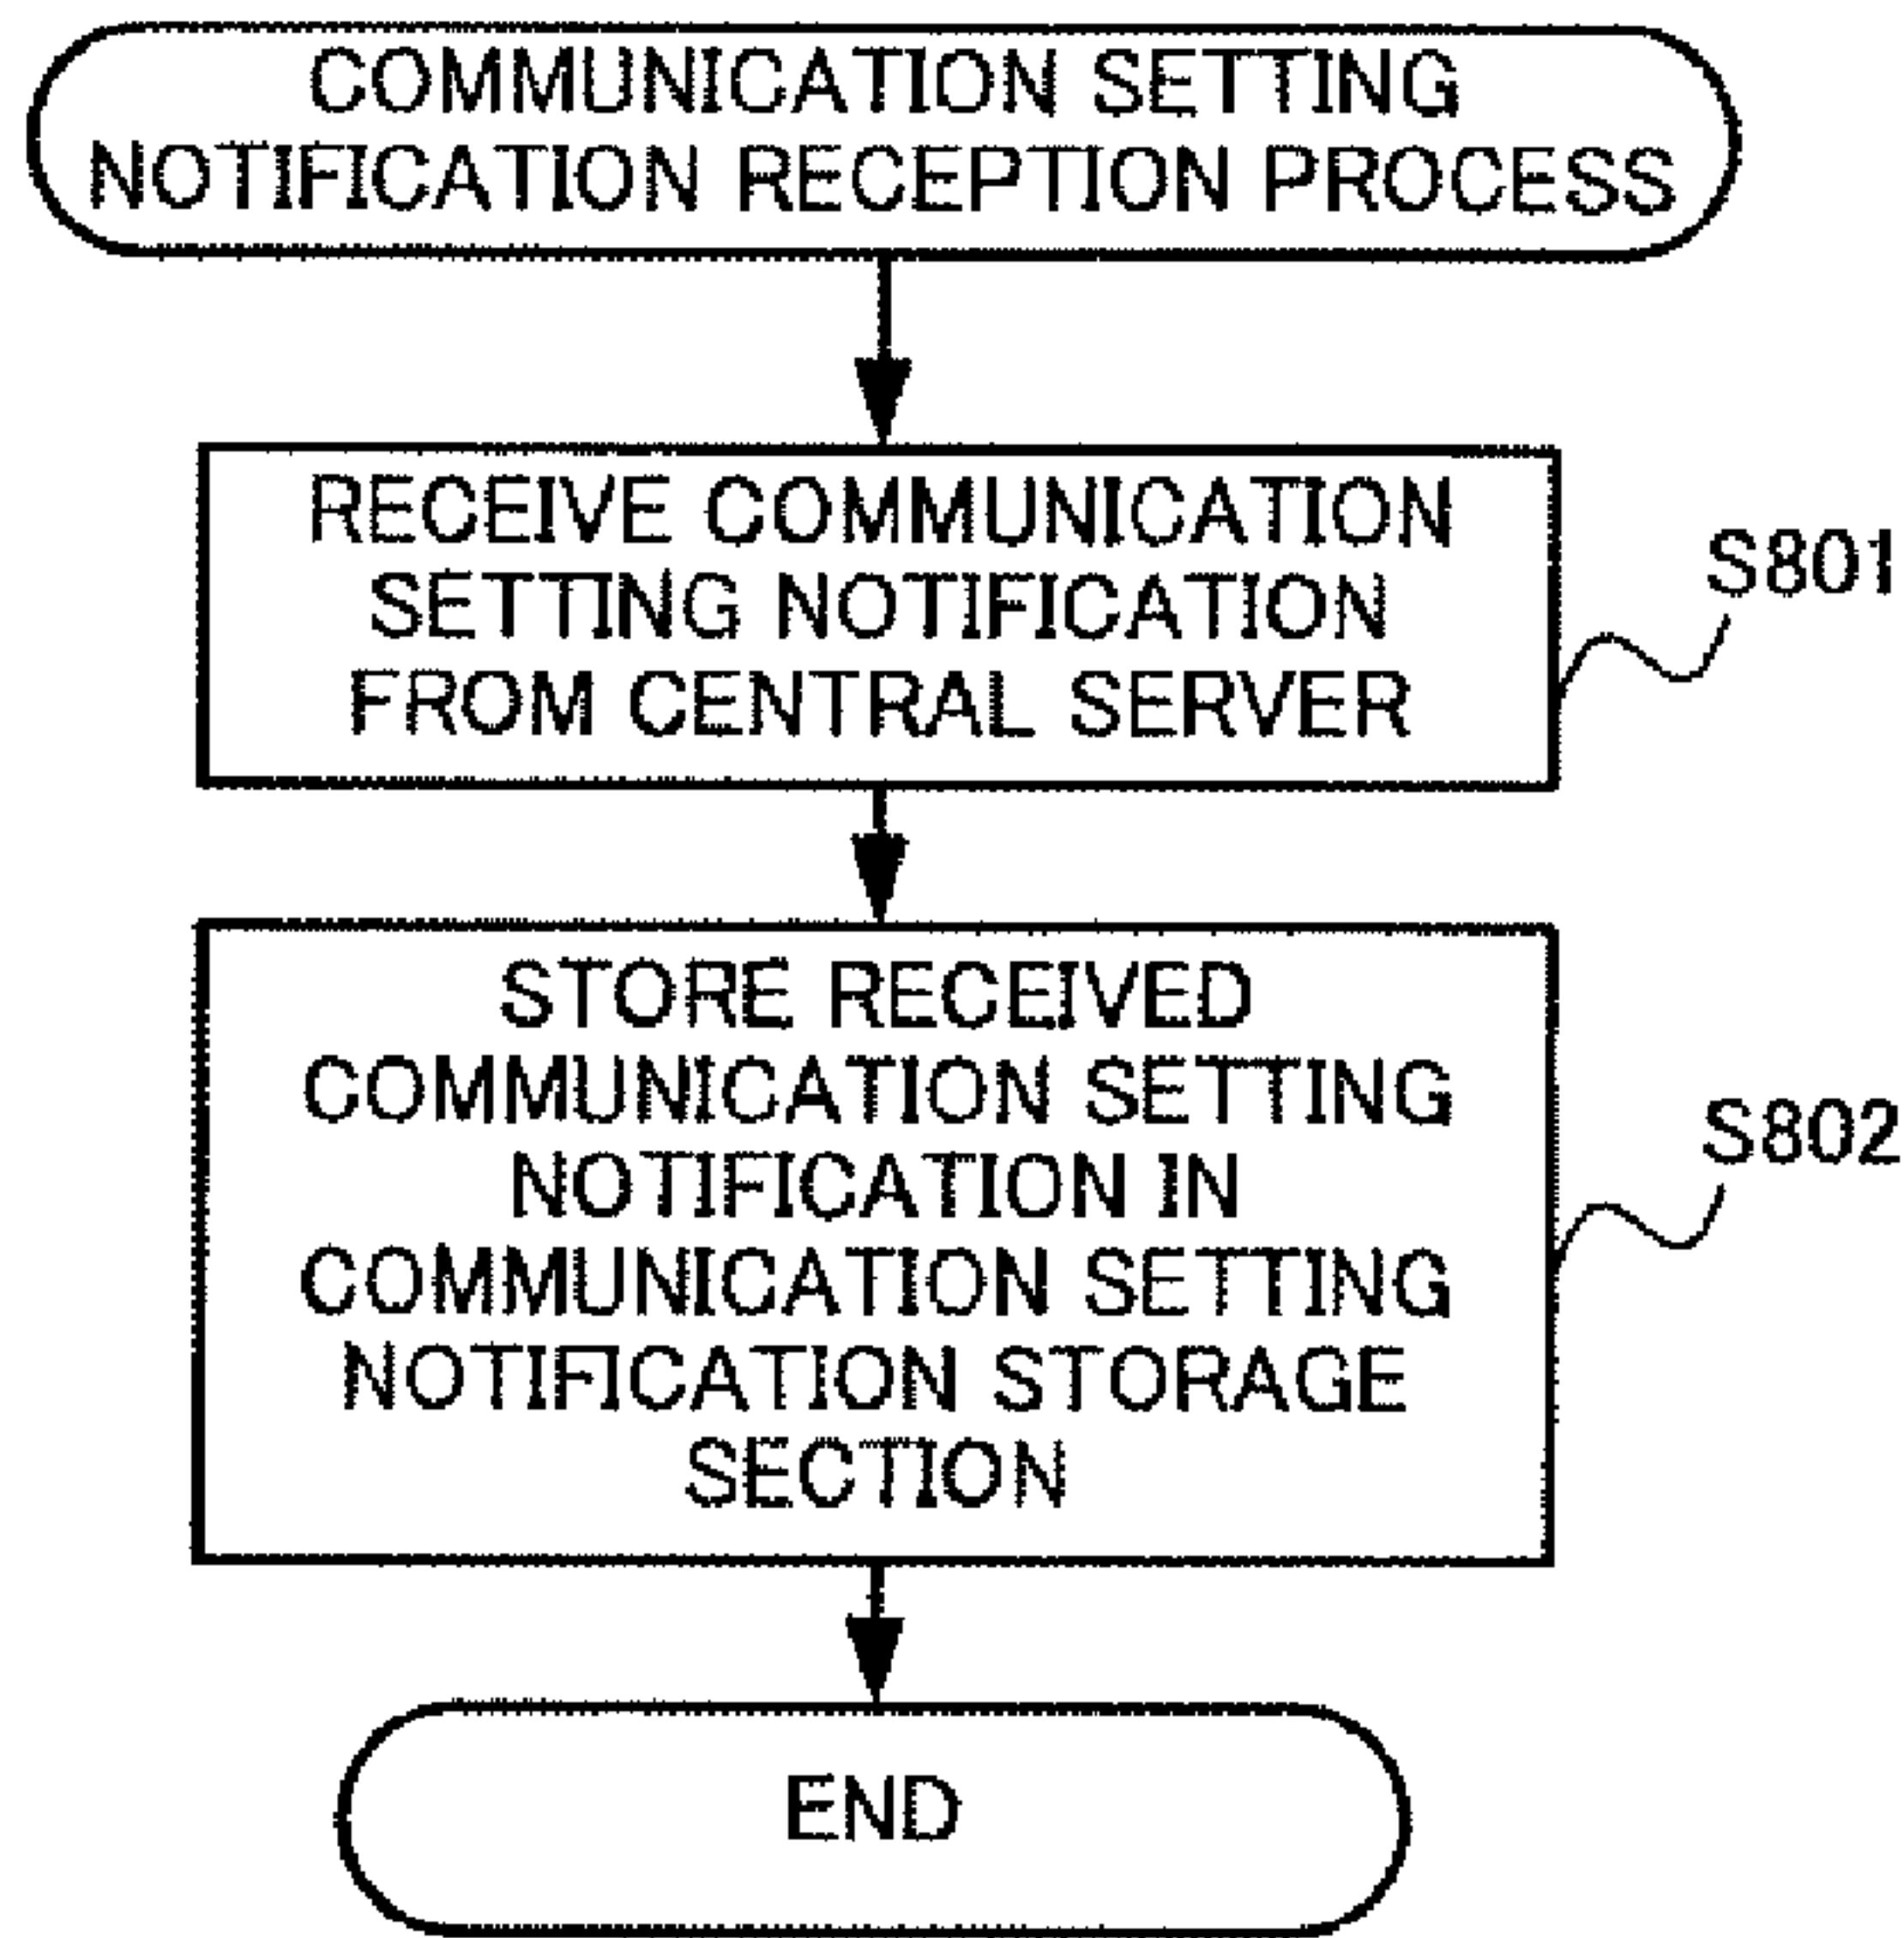 COMMUNICATION SETTING
NOTIFICATION RECEPTION PROCESS
RECEIVE COMMUNICATION
SETTING NOTIFICATION
FROM CENTRAL SERVER
S801
STORE RECEIVED
COMMUNICATION SETTING
NOTIFICATION IN
COMMUNICATION SETTING
NOTIFICATION STORAGE
SECTION
S802
END